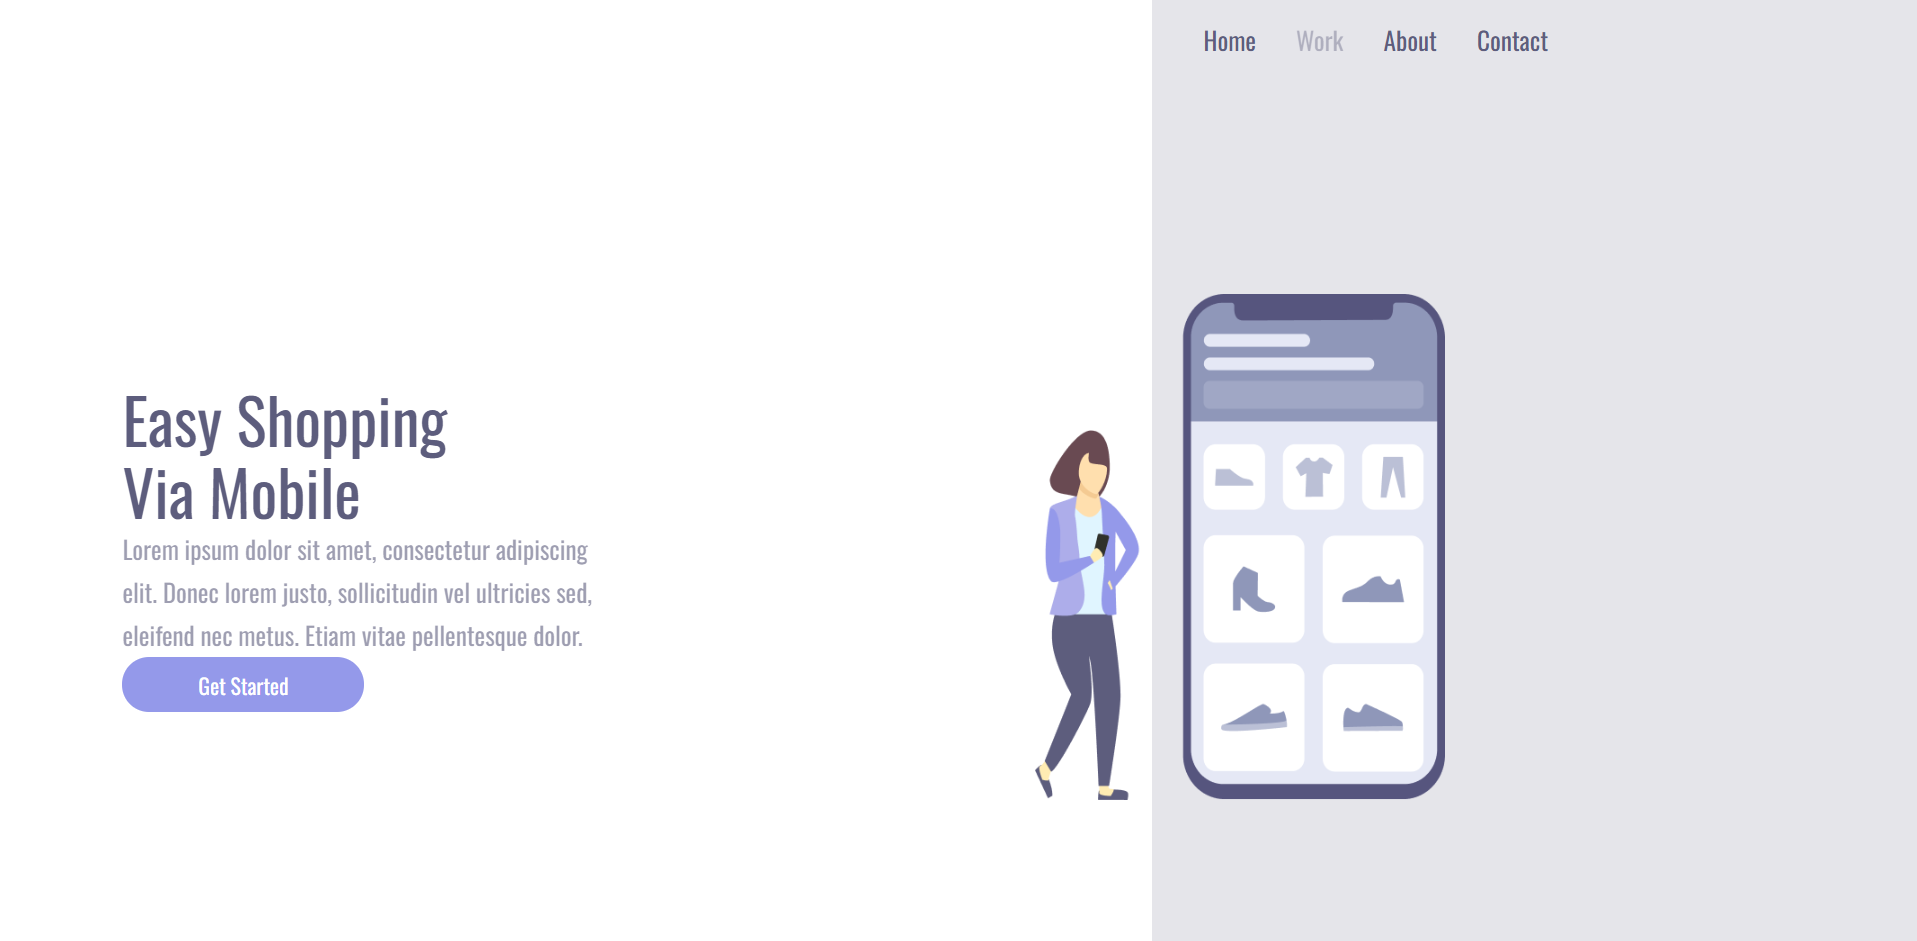 Home Work About Contact
Easy Shopping
Via Mobile
Lorem ipsum dolor sit amet, consectetur adipiscing
elit. Donec lorem justo, sollicitudin vel ultricies sed,
eleifend nec metus. Etiam vitae pellentesque dolor.
Get Started